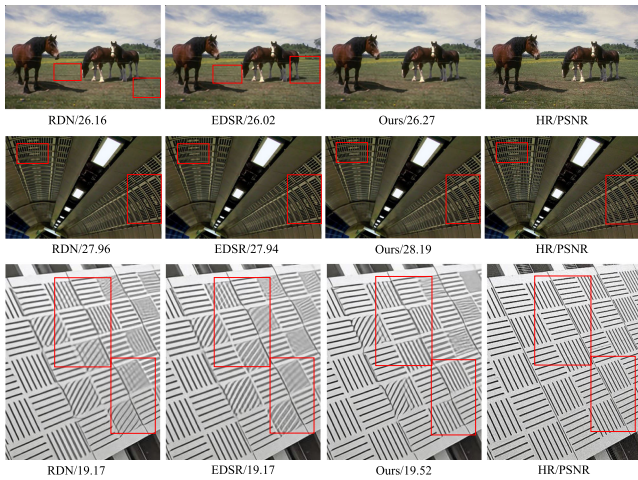 RDN/26.16 EDSR/26.02 Ours/26.27 HR/PSNR
RDN/27.96 EDSR/27.94 Ours/28.19 HR/PSNR
RDN/19.17 EDSR/19.17 Ours/19.52 HR/PSNR